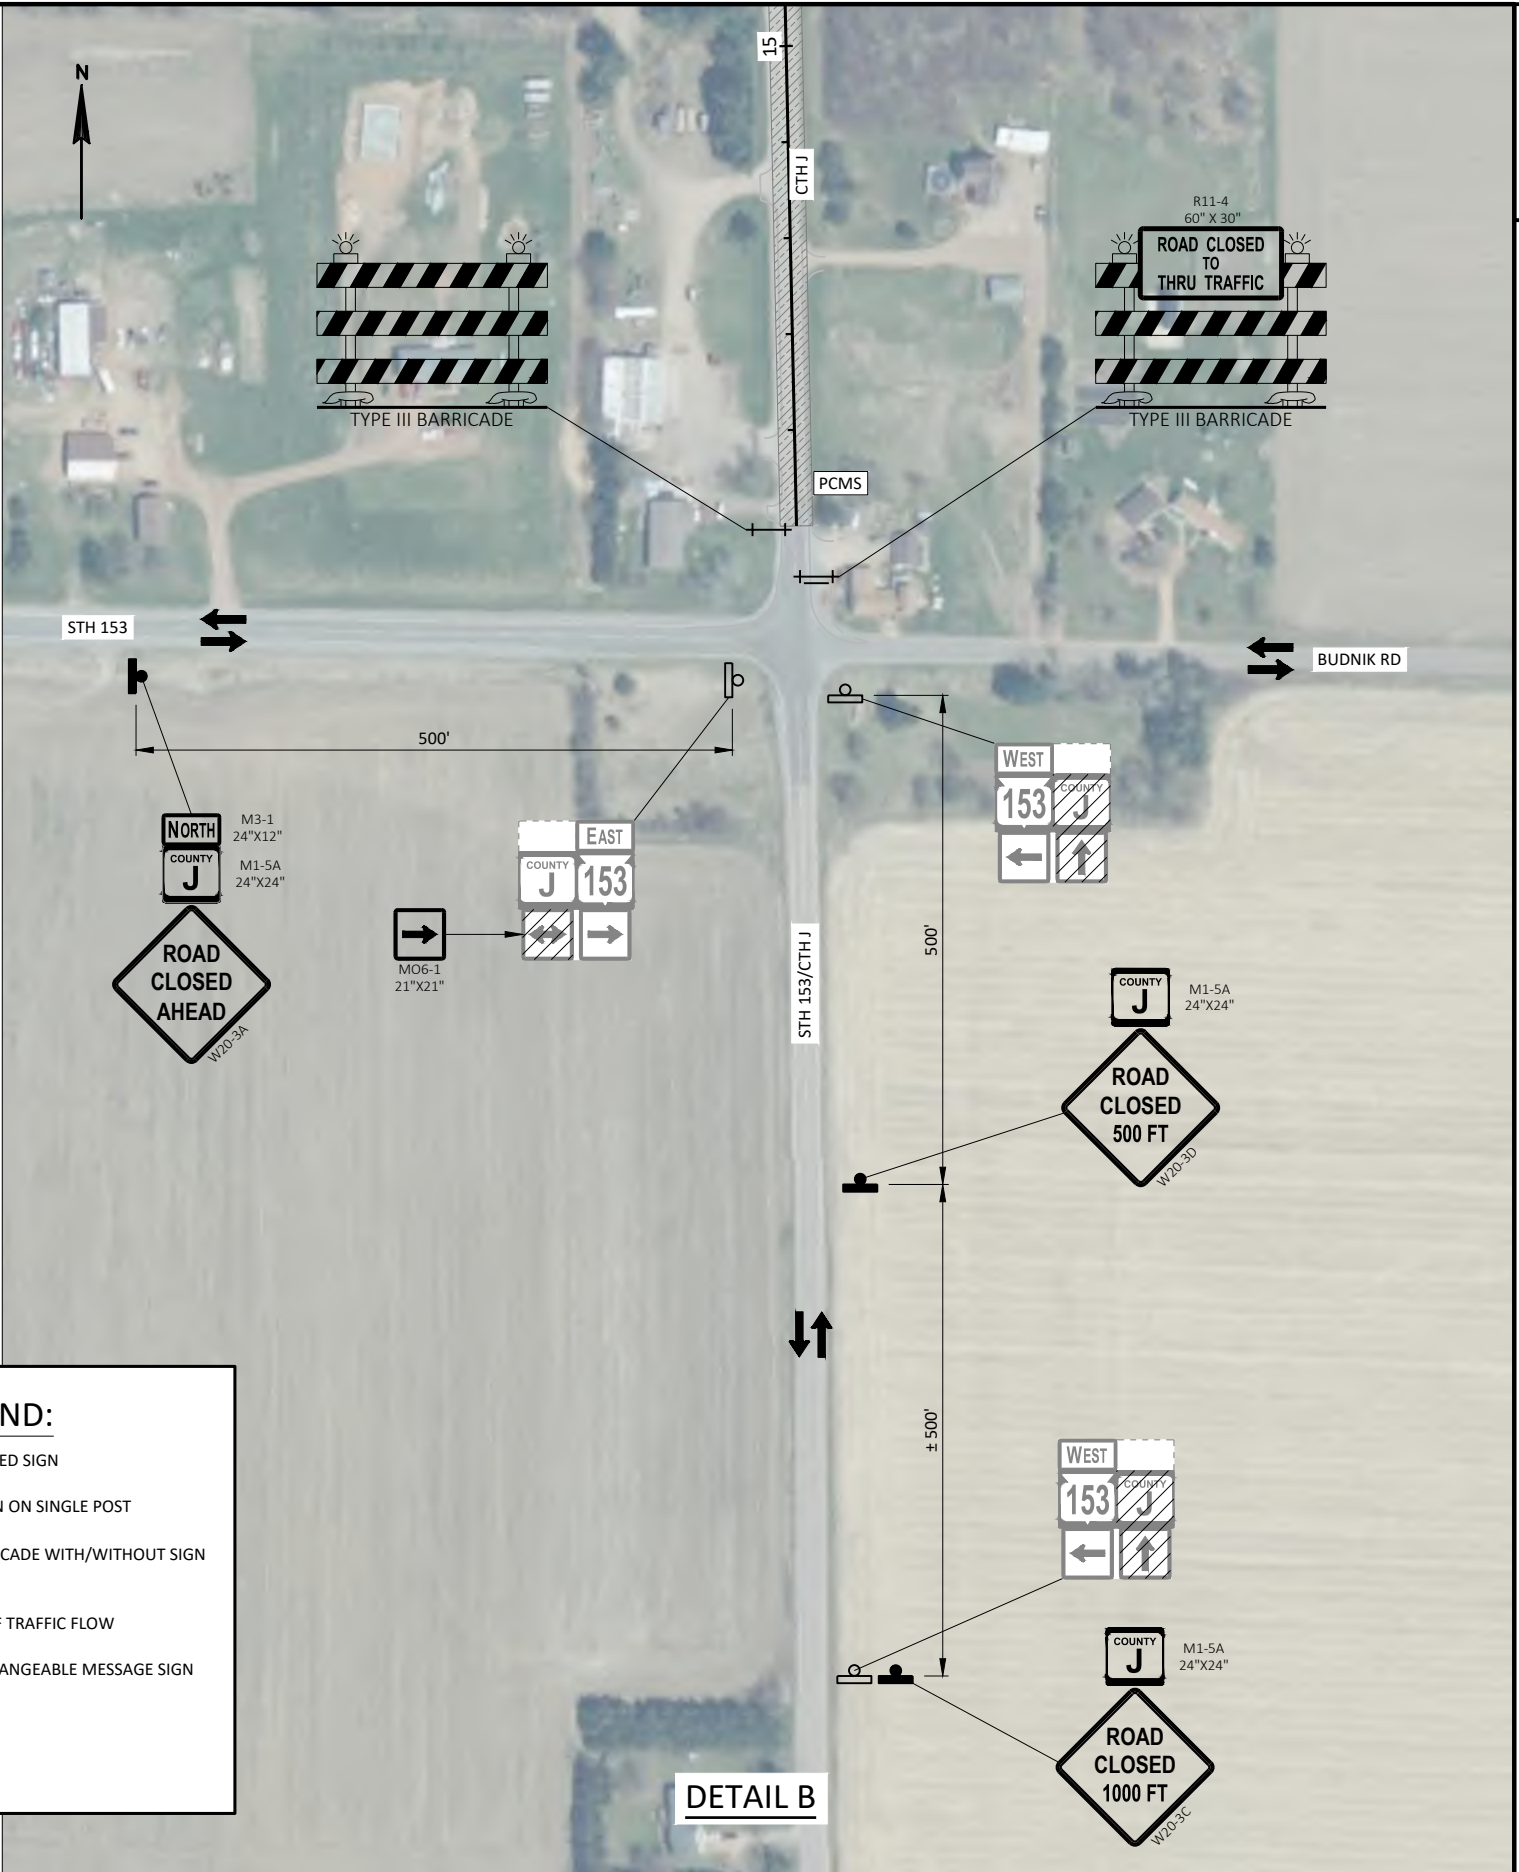 15
N
CTH J
R11-4
60" X 30"
ROAD CLOSED
TO
THRU TRAFFIC
TYPE III BARRICADE
TYPE III BARRICADE
PCMS
STH 153
BUDNIK RD
500'
WEST
153
COUNTY
J
NORTH
M3-1
24"X12"
COUNTY
J
M1-5A
24"X24"
EAST
COUNTY
J
153
ROAD
CLOSED
AHEAD
W20-3A
MO6-1
21"X21"
500'
STH 153/CTH J
COUNTY
J
M1-5A
24"X24"
ROAD
CLOSED
500 FT
W20-3D
± 500'
WEST
153
COUNTY
J
ND:
ED SIGN
N ON SINGLE POST
CADE WITH/WITHOUT SIGN
F TRAFFIC FLOW
ANGEABLE MESSAGE SIGN
COUNTY
J
M1-5A
24"X24"
ROAD
CLOSED
1000 FT
W20-3C
DETAIL B